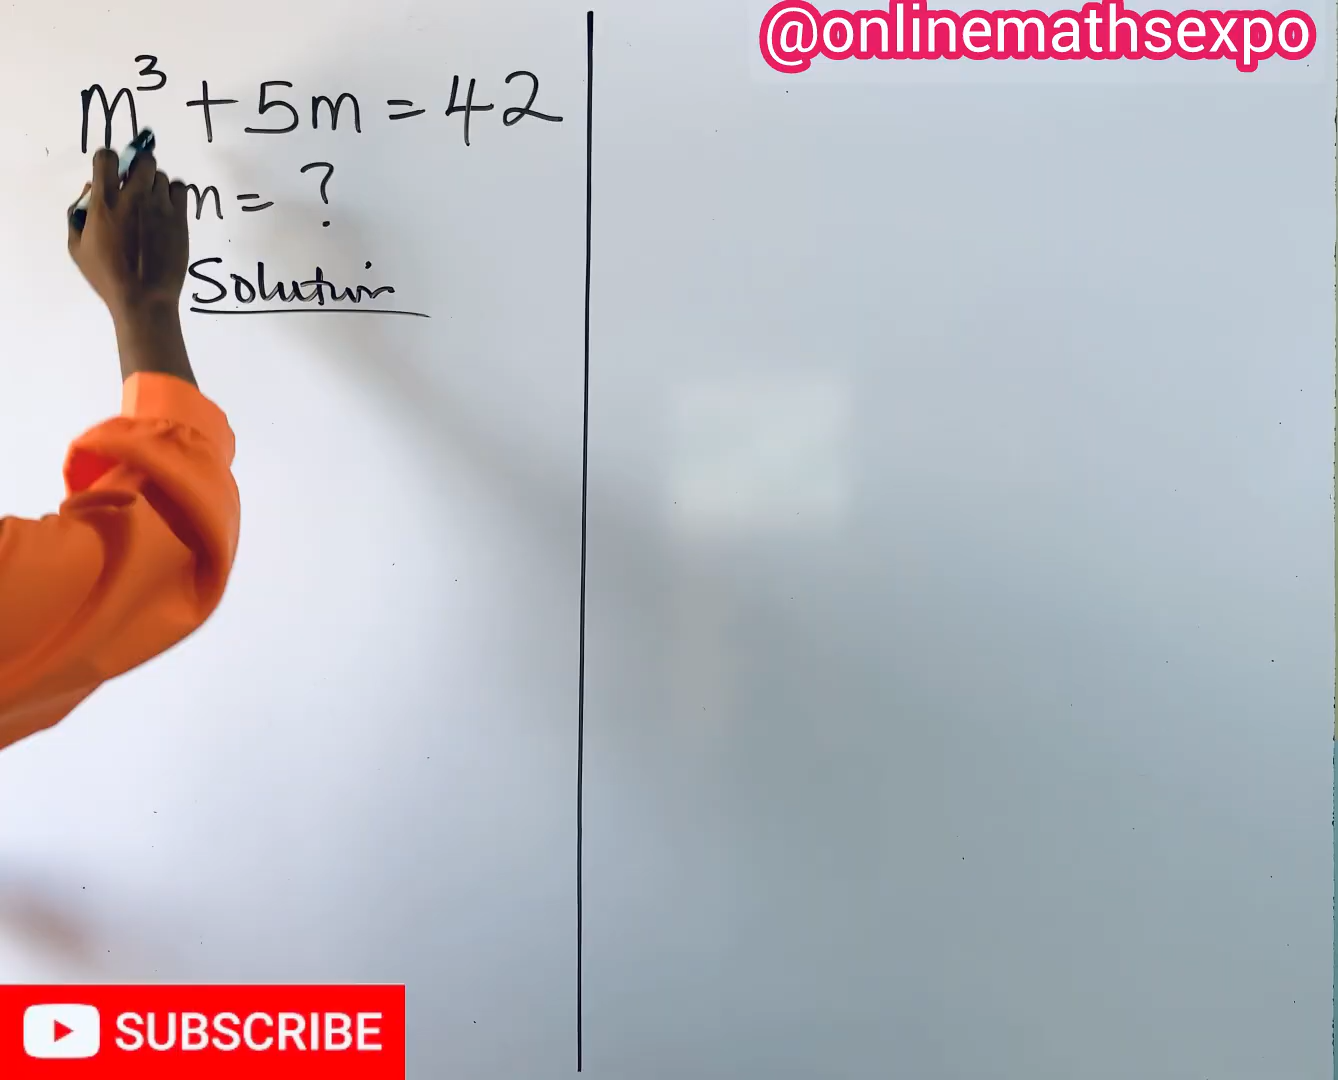 @onlinemathsexpo
m³ + 5m = 42
m = ?
Solution
SUBSCRIBE